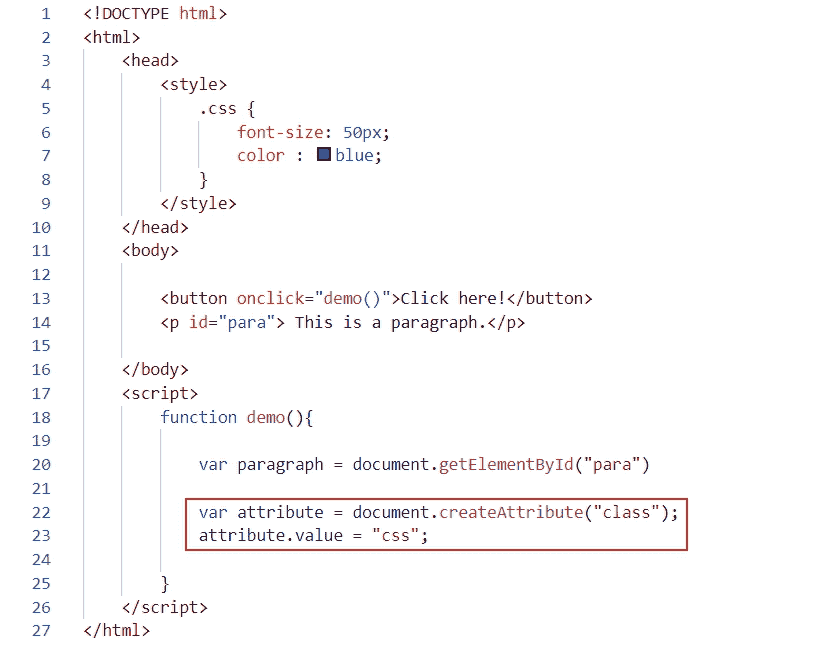 1 <!DOCTYPE html>
2 <html>
3     <head>
4         <style>
5             .css {
6                 font-size: 50px;
7                 color : blue;
8             }
9         </style>
10     </head>
11     <body>
12
13         <button onclick="demo()">Click here!</button>
14         <p id="para"> This is a paragraph.</p>
15
16     </body>
17     <script>
18         function demo(){
19
20             var paragraph = document.getElementById("para")
21
22             var attribute = document.createAttribute("class");
23             attribute.value = "css";
24
25         }
26     </script>
27 </html>